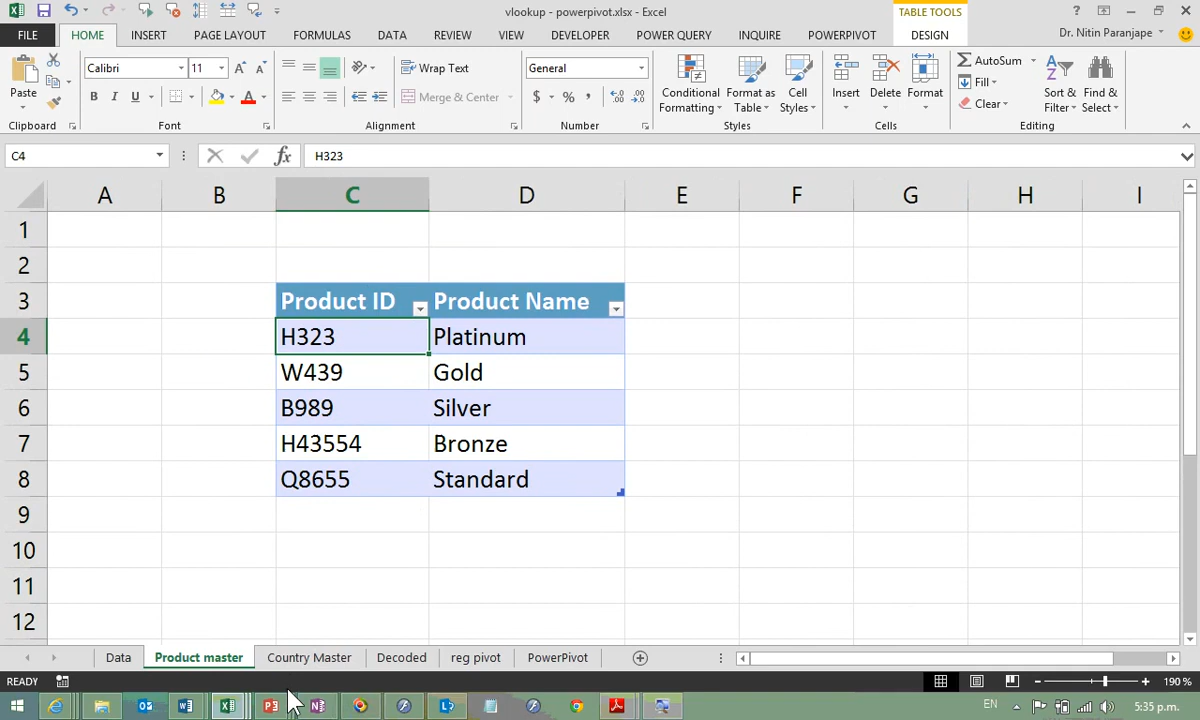 vlookup - powerpivot.xlsx - Excel
TABLE TOOLS
?
FILE HOME INSERT PAGE LAYOUT FORMULAS DATA REVIEW VIEW DEVELOPER POWER QUERY INQUIRE POWERPIVOT DESIGN
Dr. Nitin Paranjape
Paste
Calibri 11
B I U
Wrap Text
Merge & Center
General
$ % ,
Conditional Formatting
Format as Table
Cell Styles
Insert Delete Format
AutoSum
Fill
Clear
Sort & Filter
Find & Select
Clipboard Font Alignment Number Styles Cells Editing
C4 fx H323
A B C D E F G H I
1
2
3 Product ID Product Name
4 H323 Platinum
5 W439 Gold
6 B989 Silver
7 H43554 Bronze
8 Q8655 Standard
9
10
11
12
Data Product master Country Master Decoded reg pivot PowerPivot
READY 190 %
EN 5:35 p.m.